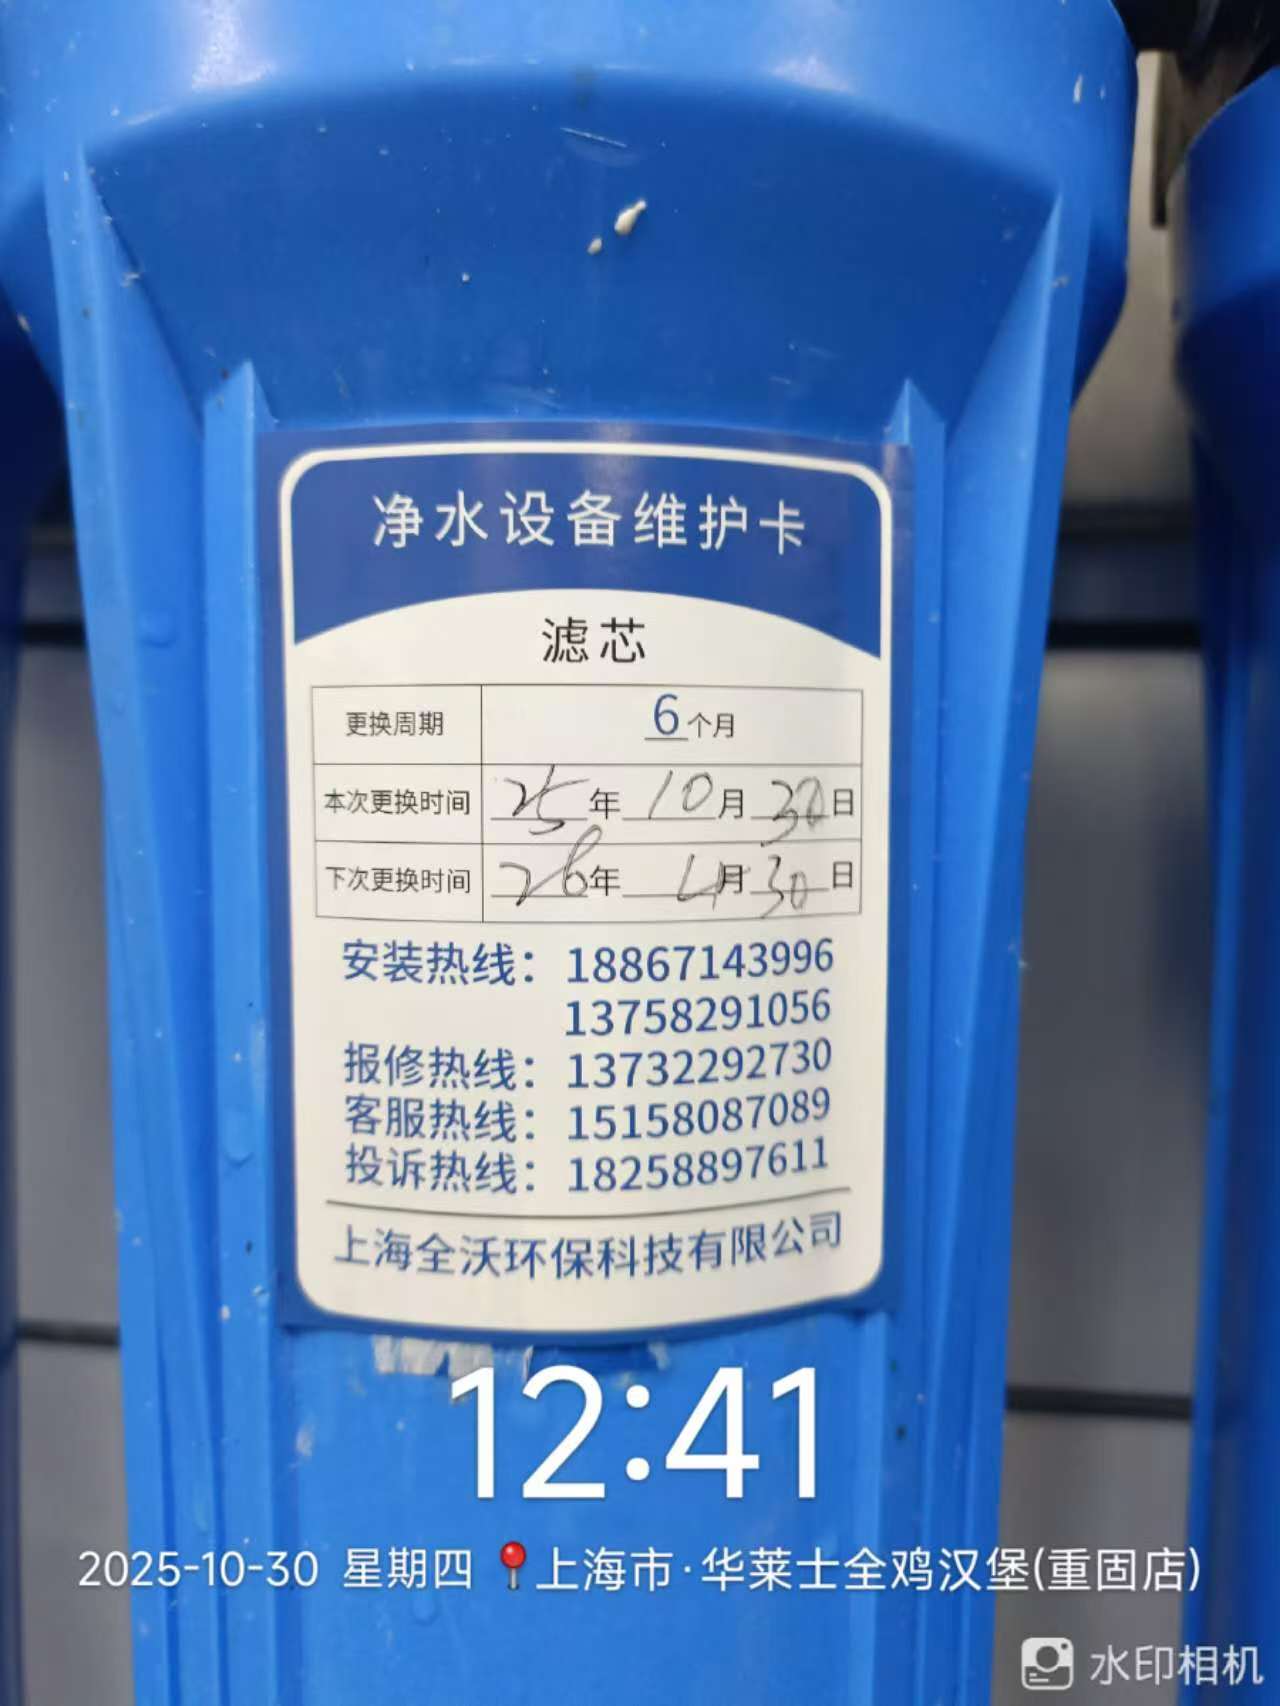 净水设备维护卡
滤芯
更换周期 6个月
本次更换时间 25年 10月 30日
下次更换时间 26年 4月 30日
安装热线：18867143996
13758291056
报修热线：13732292730
客服热线：15158087089
投诉热线：18258897611
上海全沃环保科技有限公司
12:41
2025-10-30 星期四 📍上海市·华莱士全鸡汉堡(重固店)
水印相机